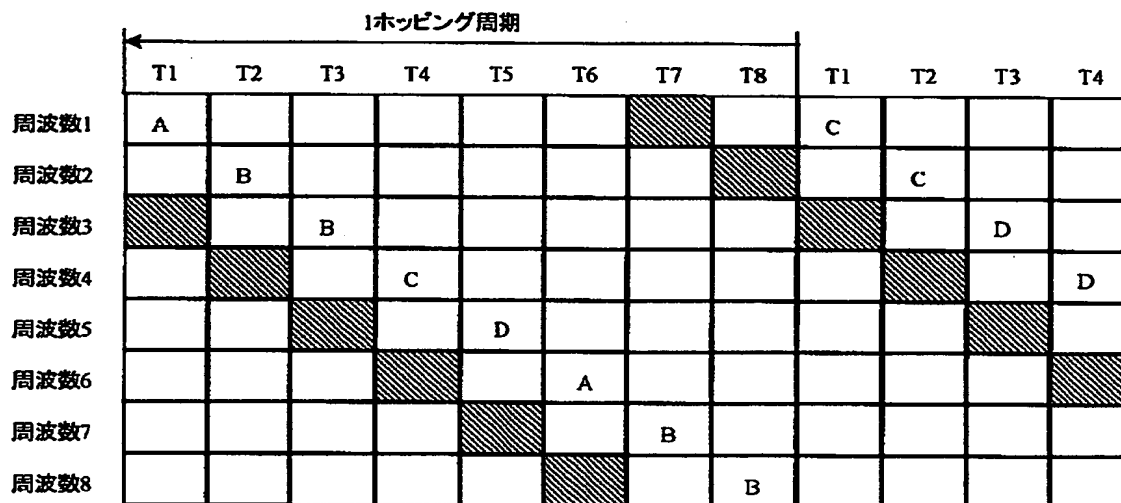 1ホッピング周期
T1 T2 T3 T4 T5 T6 T7 T8 T1 T2 T3 T4
周波数1 A C
周波数2 B C
周波数3 B D
周波数4 C D
周波数5 D
周波数6 A
周波数7 B
周波数8 B